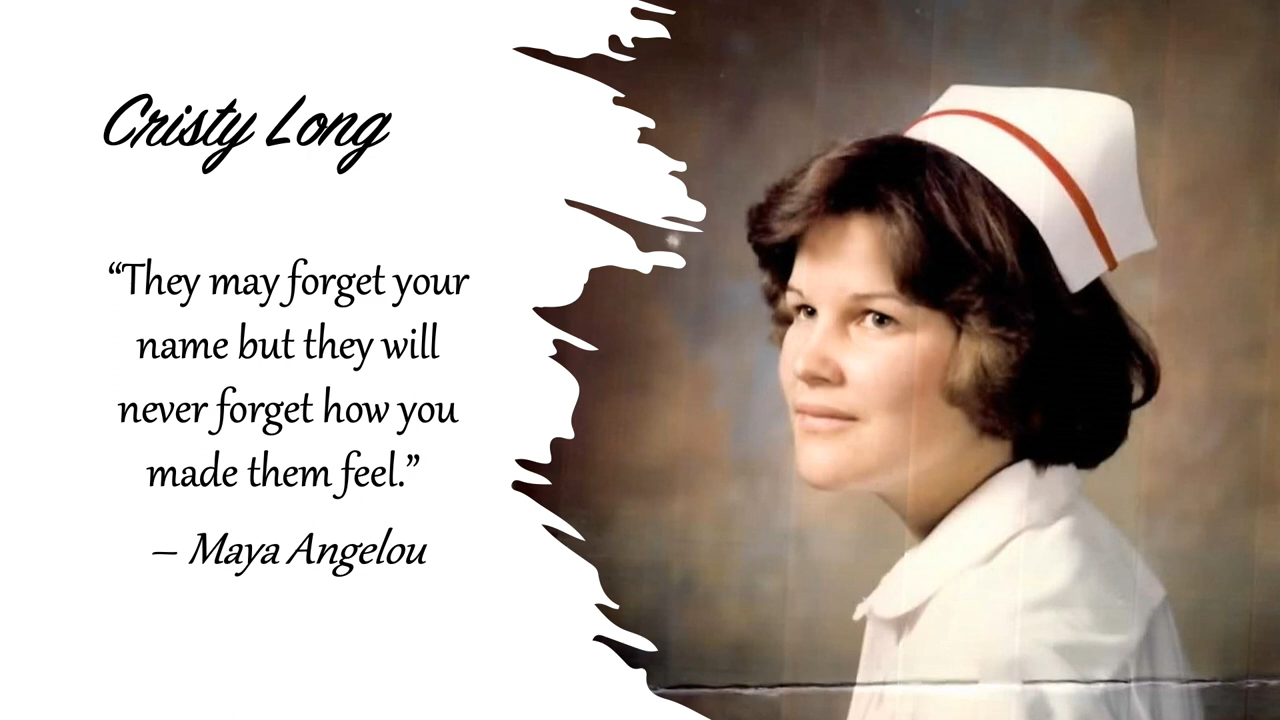 Cristy Long
“They may forget your
name but they will
never forget how you
made them feel.”
– Maya Angelou